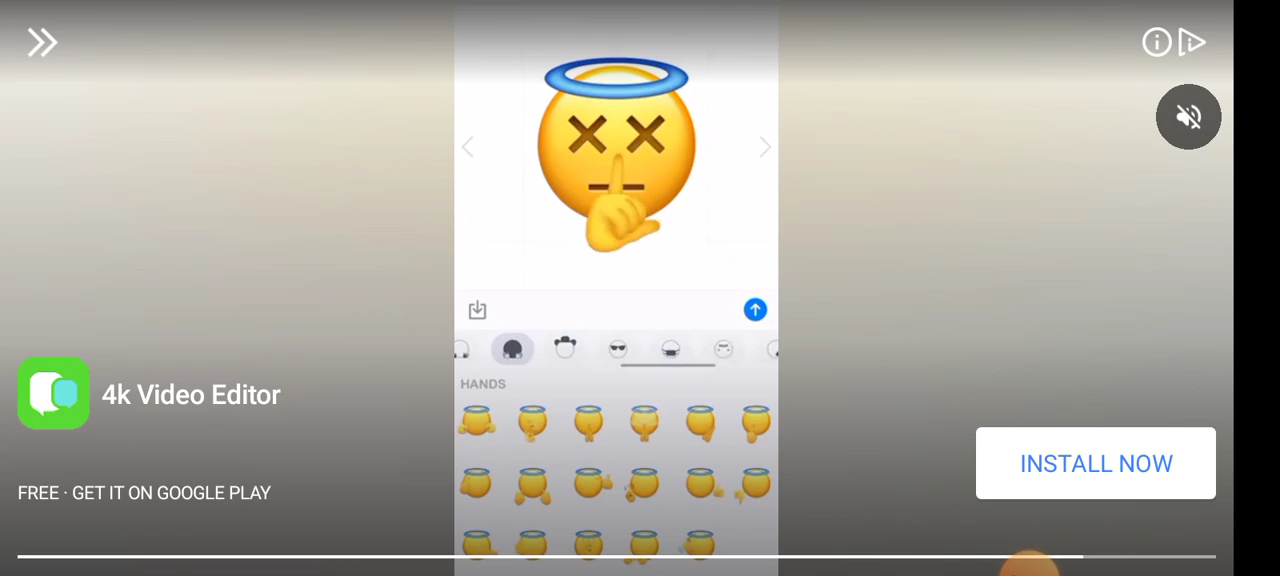 4k Video Editor
FREE · GET IT ON GOOGLE PLAY
HANDS
INSTALL NOW